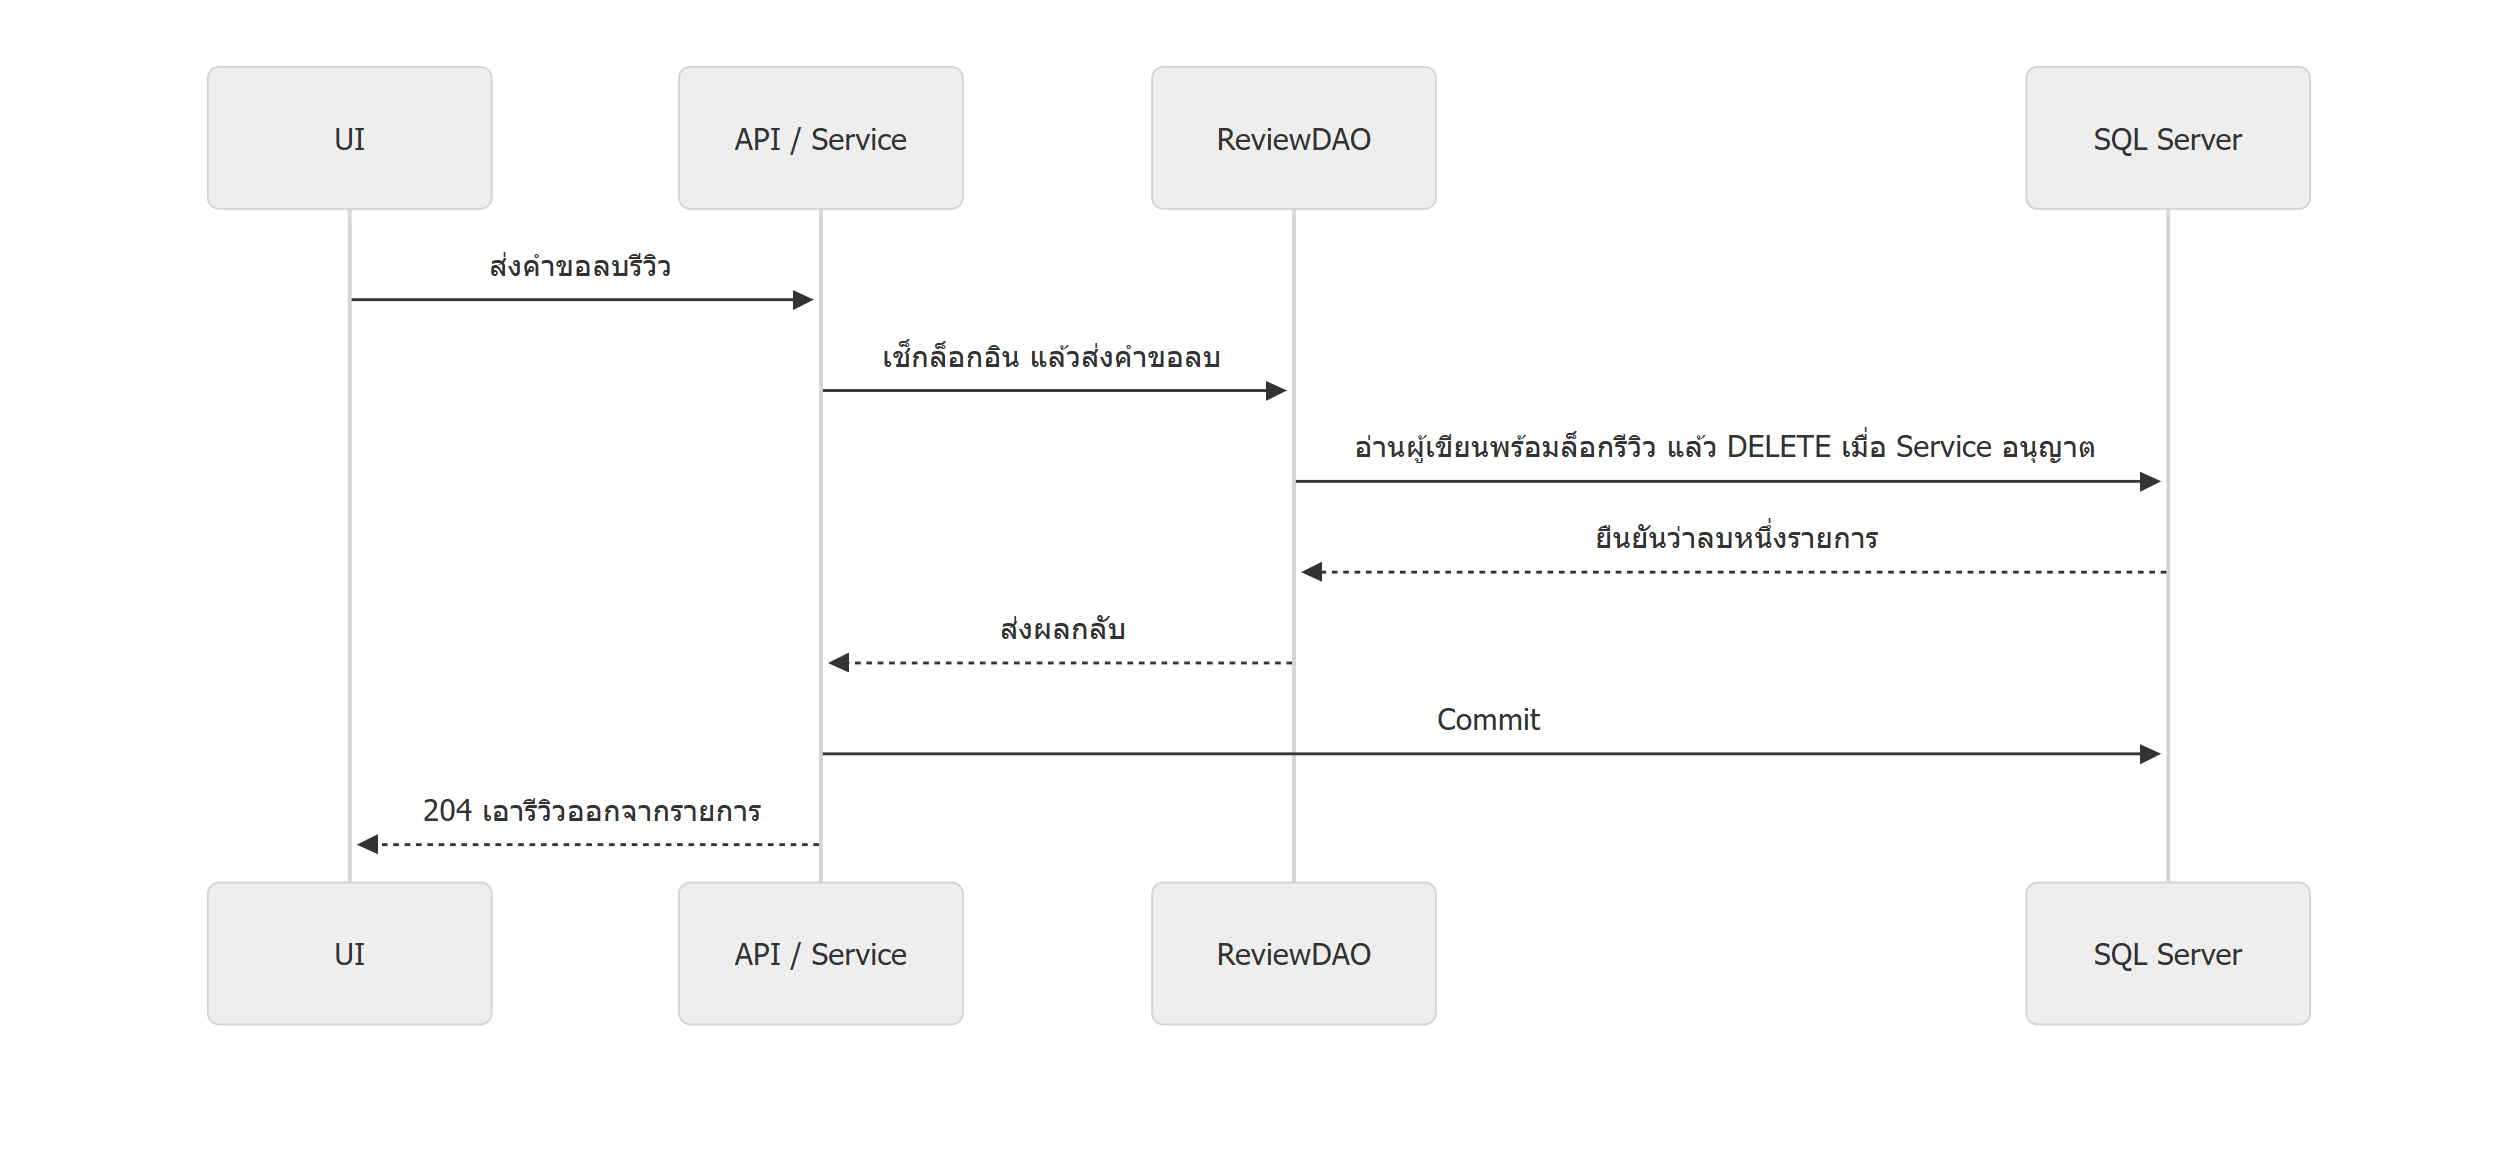 UI
API / Service
ReviewDAO
SQL Server
ส่งคำขอลบรีวิว
เช็กล็อกอิน แล้วส่งคำขอลบ
อ่านผู้เขียนพร้อมล็อกรีวิว แล้ว DELETE เมื่อ Service อนุญาต
ยืนยันว่าลบหนึ่งรายการ
ส่งผลกลับ
Commit
204 เอารีวิวออกจากรายการ
UI
API / Service
ReviewDAO
SQL Server